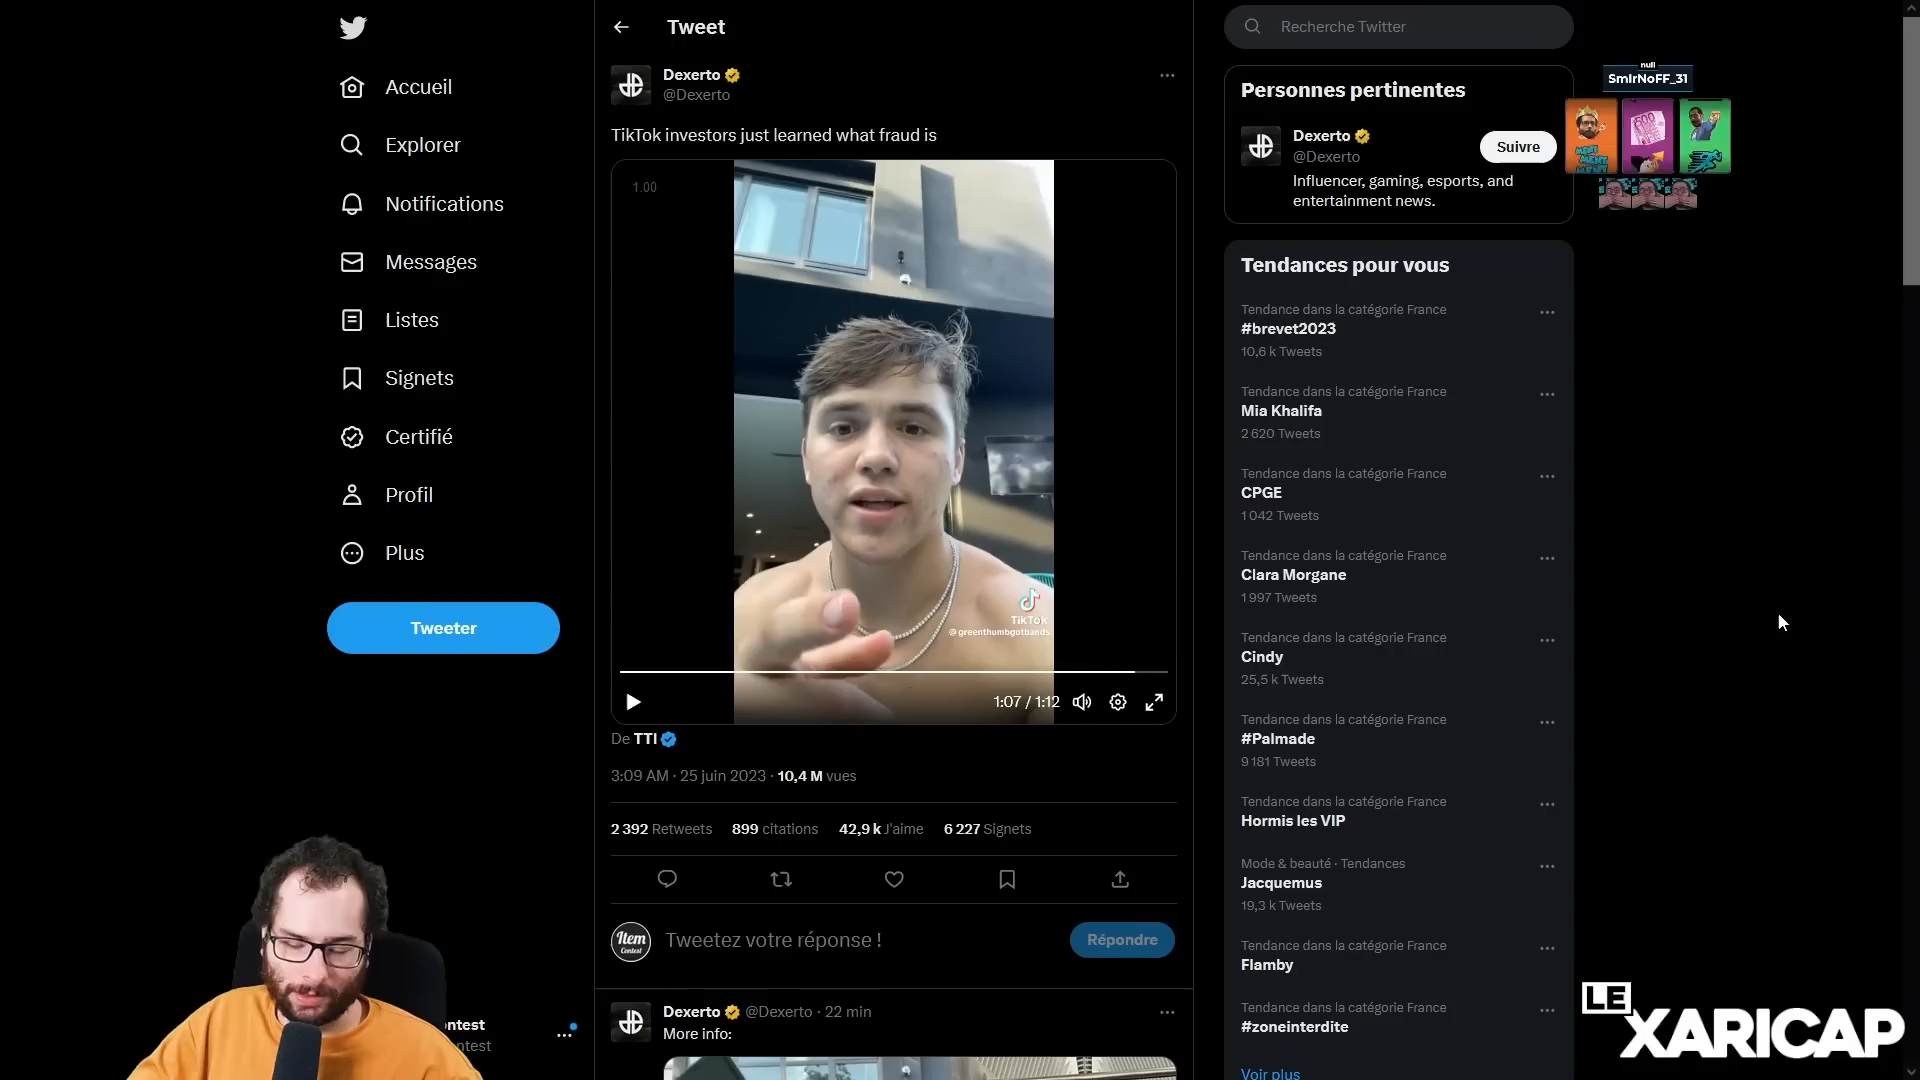 Accueil
Explorer
Notifications
Messages
Listes
Signets
Certifié
Profil
Plus
Tweeter
ntest
ntest
Tweet
Dexerto
@Dexerto
TikTok investors just learned what fraud is
1.00
TikTok
@greenthumbgotbands
1:07 / 1:12
De TTI
3:09 AM · 25 juin 2023 · 10,4 M vues
2 392 Retweets 899 citations 42,9 k J'aime 6 227 Signets
Item
Contest
Tweetez votre réponse !
Répondre
Dexerto @Dexerto · 22 min
More info:
Recherche Twitter
Personnes pertinentes
Dexerto
@Dexerto
Suivre
Influencer, gaming, esports, and
entertainment news.
Tendances pour vous
Tendance dans la catégorie France
#brevet2023
10,6 k Tweets
Tendance dans la catégorie France
Mia Khalifa
2 620 Tweets
Tendance dans la catégorie France
CPGE
1 042 Tweets
Tendance dans la catégorie France
Clara Morgane
1 997 Tweets
Tendance dans la catégorie France
Cindy
25,5 k Tweets
Tendance dans la catégorie France
#Palmade
9 181 Tweets
Tendance dans la catégorie France
Hormis les VIP
Mode & beauté · Tendances
Jacquemus
19,3 k Tweets
Tendance dans la catégorie France
Flamby
Tendance dans la catégorie France
#zoneinterdite
Voir plus
null
SmIrNoFF_31
LE
XARICAP